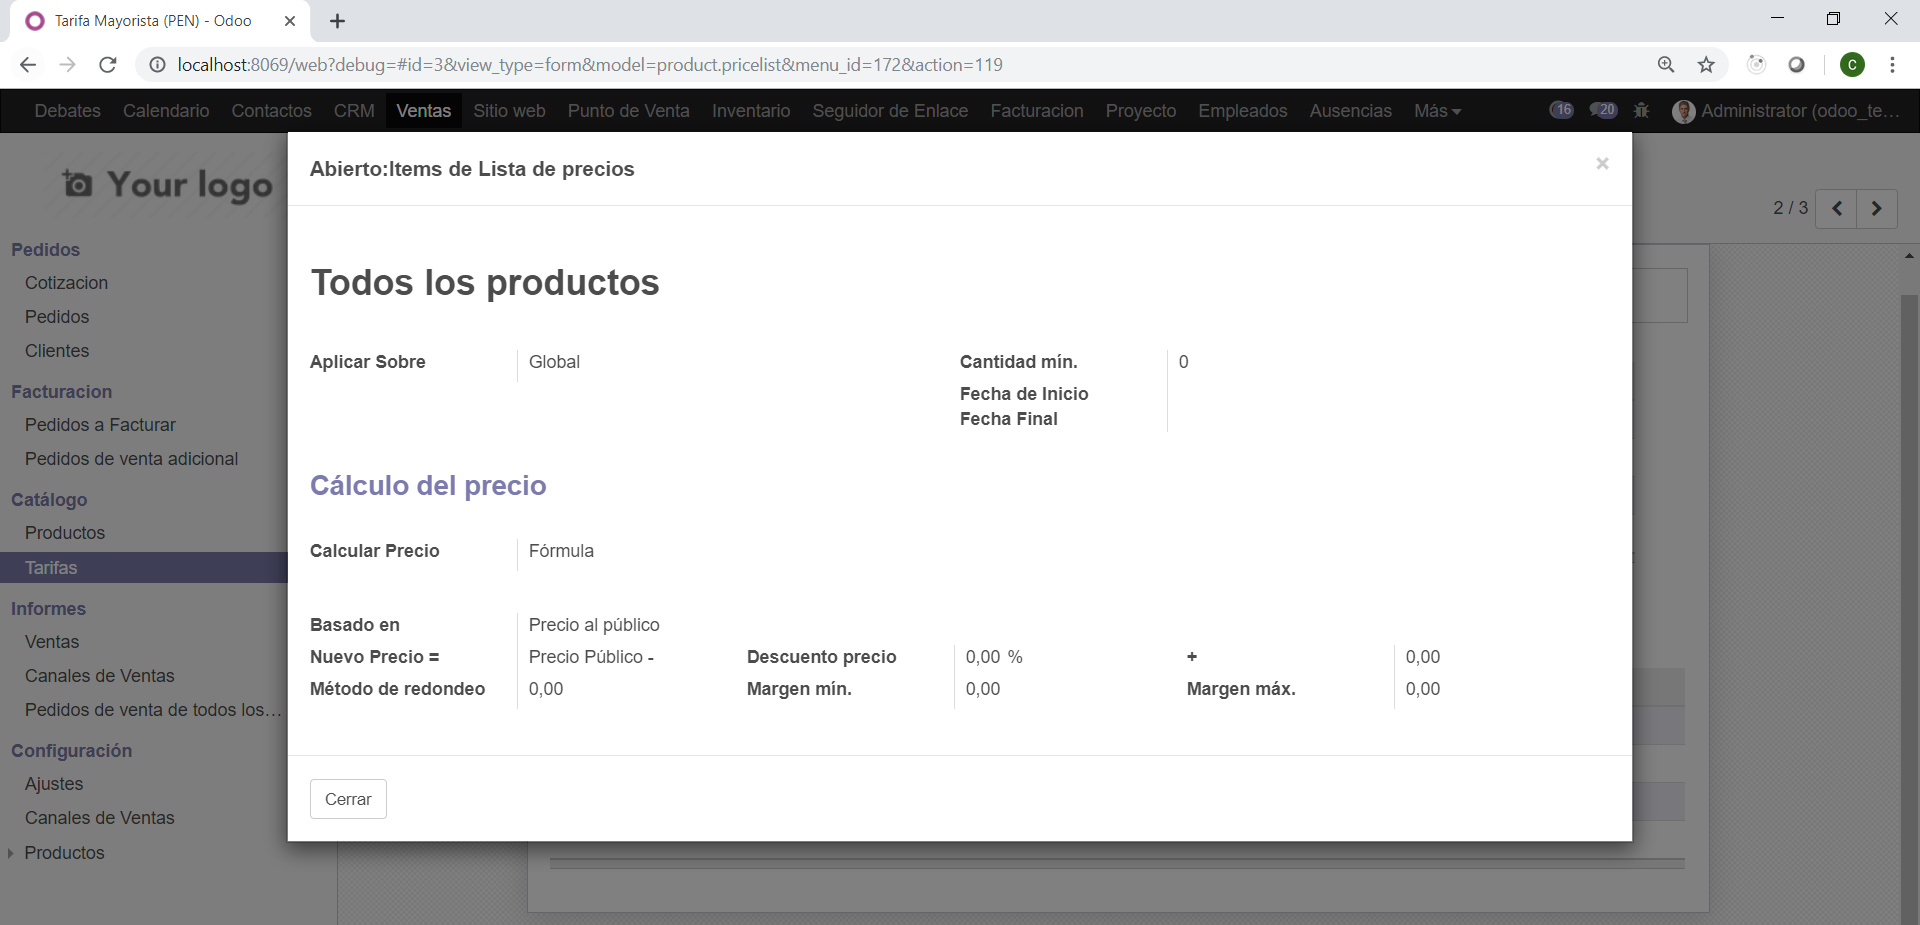 Tarifa Mayorista (PEN) - Odoo
localhost:8069/web?debug=#id=3&view_type=form&model=product.pricelist&menu_id=172&action=119
C
Debates Calendario Contactos CRM Ventas Sitio web Punto de Venta Inventario Seguidor de Enlace Facturacion Proyecto Empleados Ausencias Más 16 20 Administrator (odoo_te...
Your logo
2 / 3
Pedidos
Cotizacion
Pedidos
Clientes
Facturacion
Pedidos a Facturar
Pedidos de venta adicional
Catálogo
Productos
Tarifas
Informes
Ventas
Canales de Ventas
Pedidos de venta de todos los...
Configuración
Ajustes
Canales de Ventas
Productos
Abierto:Items de Lista de precios
×
Todos los productos
Aplicar Sobre Global Cantidad mín. 0
Fecha de Inicio
Fecha Final
Cálculo del precio
Calcular Precio Fórmula
Basado en Precio al público
Nuevo Precio = Precio Público - Descuento precio 0,00 % + 0,00
Método de redondeo 0,00 Margen mín. 0,00 Margen máx. 0,00
Cerrar